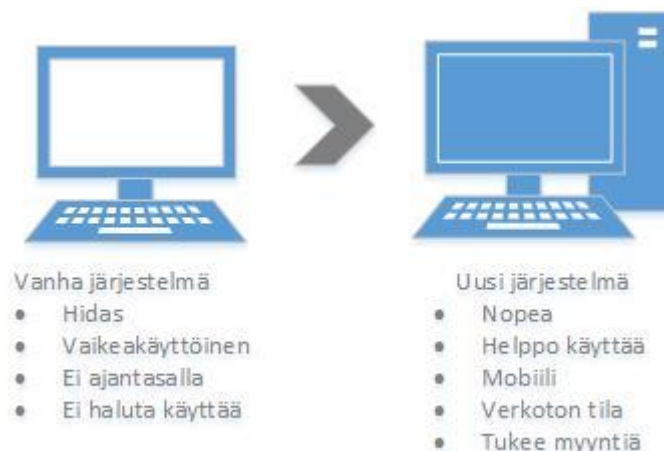 Vanha järjestelmä
• Hidas
• Vaikeakäyttöinen
• Ei ajantasalla
• Ei haluta käyttää
Uusi järjestelmä
• Nopea
• Helppo käyttää
• Mobiili
• Verkoton tila
• Tukee myyntiä